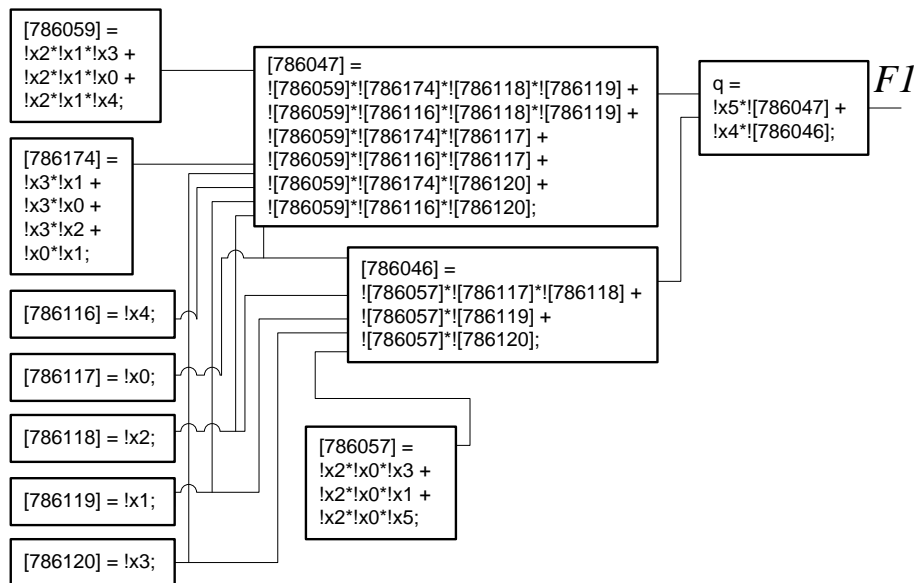 [786059] =
!x2*!x1*!x3 +
!x2*!x1*!x0 +
!x2*!x1*!x4;
[786047] =
![786059]*![786174]*![786118]*![786119] +
![786059]*![786116]*![786118]*![786119] +
![786059]*![786174]*![786117] +
![786059]*![786116]*![786117] +
![786059]*![786174]*![786120] +
![786059]*![786116]*![786120];
q =
!x5*![786047] +
!x4*![786046];
F1
[786174] =
!x3*!x1 +
!x3*!x0 +
!x3*!x2 +
!x0*!x1;
[786046] =
![786057]*![786117]*![786118] +
![786057]*![786119] +
![786057]*![786120];
[786116] = !x4;
[786117] = !x0;
[786118] = !x2;
[786119] = !x1;
[786120] = !x3;
[786057] =
!x2*!x0*!x3 +
!x2*!x0*!x1 +
!x2*!x0*!x5;